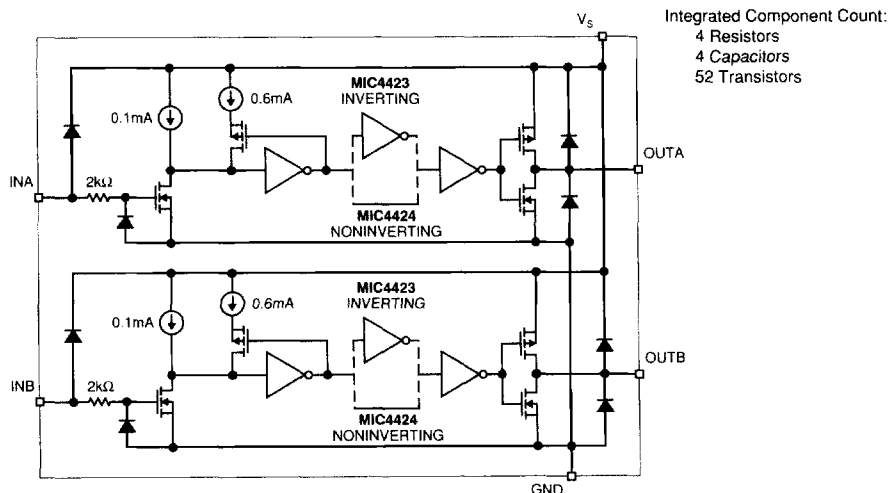 Integrated Component Count:
4 Resistors
4 Capacitors
52 Transistors
VS
0.1mA
0.6mA
MIC4423
INVERTING
OUTA
INA
2kΩ
MIC4424
NONINVERTING
0.1mA
0.6mA
MIC4423
INVERTING
OUTB
INB
2kΩ
MIC4424
NONINVERTING
GND